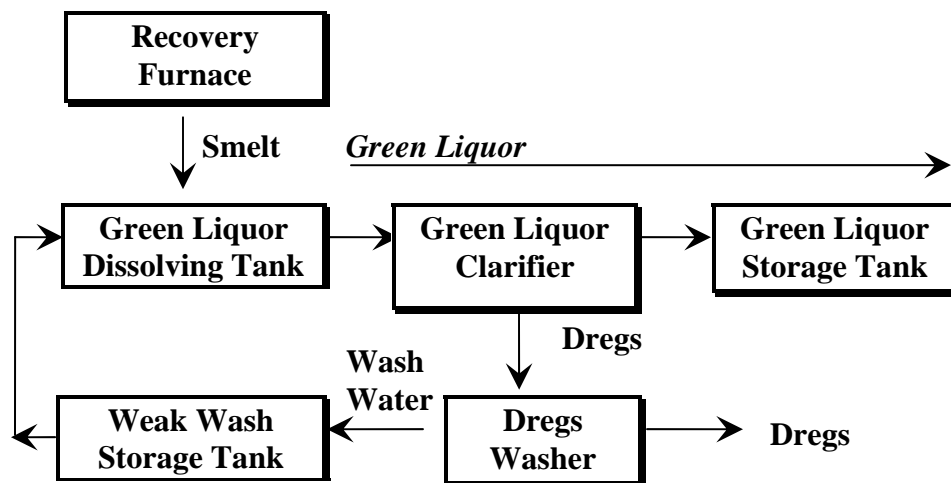 Recovery
Furnace
Smelt
Green Liquor
Green Liquor
Dissolving Tank
Green Liquor
Clarifier
Green Liquor
Storage Tank
Dregs
Wash
Water
Weak Wash
Storage Tank
Dregs
Washer
Dregs